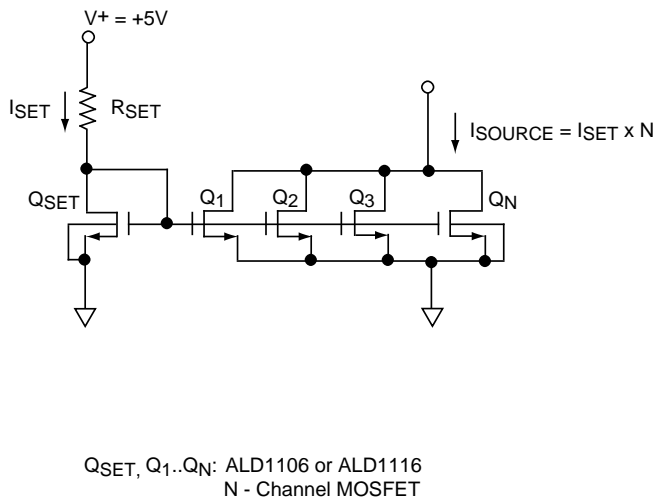 V+ = +5V
ISET
RSET
ISOURCE = ISET x N
QSET
Q1
Q2
Q3
QN
QSET, Q1..QN: ALD1106 or ALD1116
N - Channel MOSFET